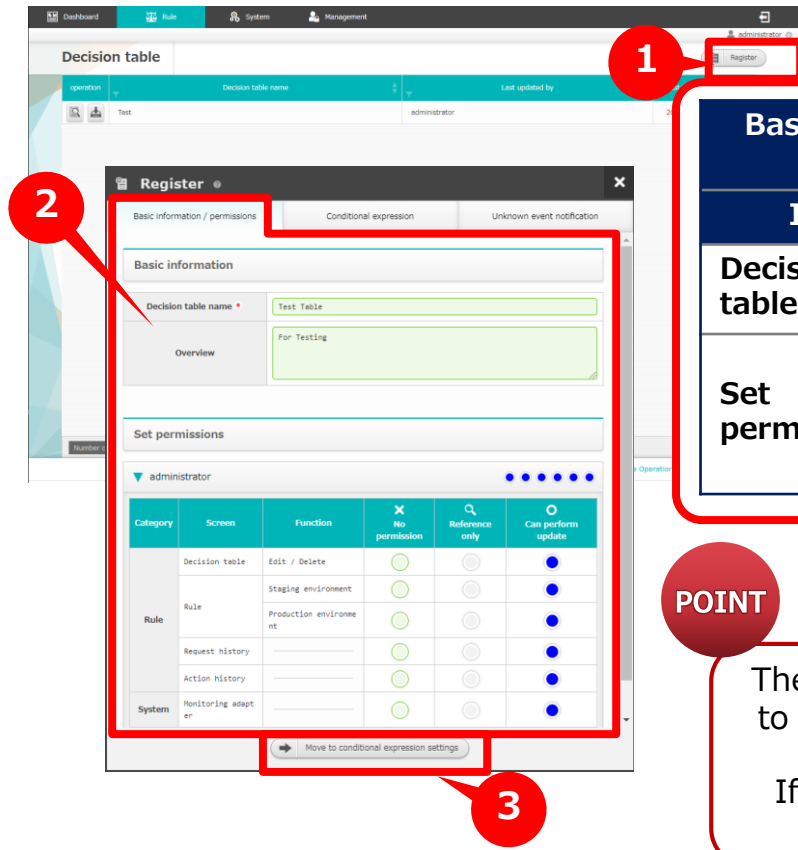 Dashboard
Rule
System
Management
administrator
Decision table
1
Register
operation
Decision table name
Last updated by
Test
administrator
2
Register
Basic information / permissions
Conditional expression
Unknown event notification
Basic information
Decision table name *
Test Table
Overview
For Testing
Set permissions
administrator
Category
Screen
Function
No
permission
Reference
only
Can perform
update
Rule
Decision table
Edit / Delete
Rule
Staging environment
Production environme
nt
Request history
Action history
System
Monitoring adapt
er
Move to conditional expression settings
3
Number
Operation
Bas
I
Decis
table
Set
perm
POINT
The
to
If